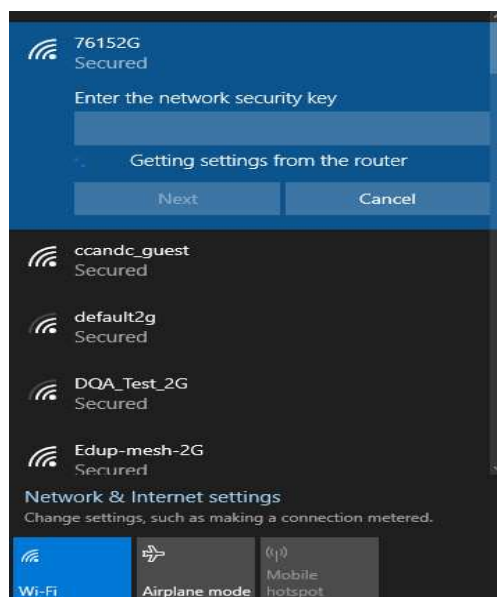 76152G
Secured
Enter the network security key
Getting settings from the router
Next
Cancel
ccandc_guest
Secured
default2g
Secured
DQA_Test_2G
Secured
Edup-mesh-2G
Secured
Network & Internet settings
Change settings, such as making a connection metered.
Wi-Fi
Airplane mode
Mobile
hotspot